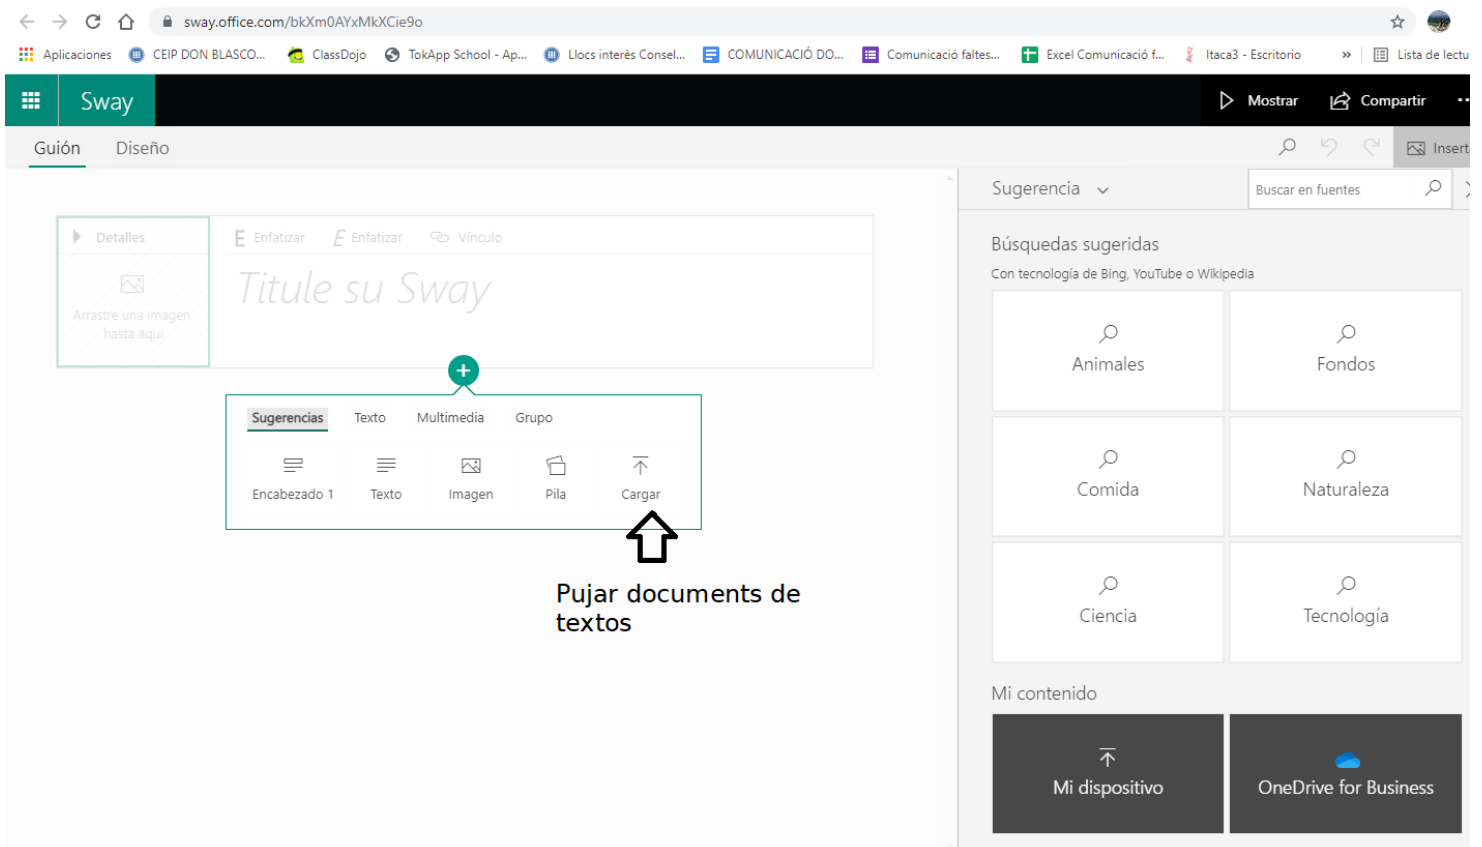 sway.office.com/bkXm0AYxMkXCie9o
Aplicaciones CEIP DON BLASCO... ClassDojo TokApp School - Ap... Llocs interès Consel... COMUNICACIÓ DO... Comunicació faltes... Excel Comunicació f... Itaca3 - Escritorio » Lista de lectu
Sway Mostrar Compartir
Guión Diseño Insert
Sugerencia Buscar en fuentes
Detalles E Enfatizar E Enfatizar Vínculo
Arrastre una imagen
hasta aquí
Titule su Sway
Sugerencias Texto Multimedia Grupo
Encabezado 1 Texto Imagen Pila Cargar
Pujar documents de
textos
Búsquedas sugeridas
Con tecnología de Bing, YouTube o Wikipedia
Animales Fondos
Comida Naturaleza
Ciencia Tecnología
Mi contenido
Mi dispositivo OneDrive for Business